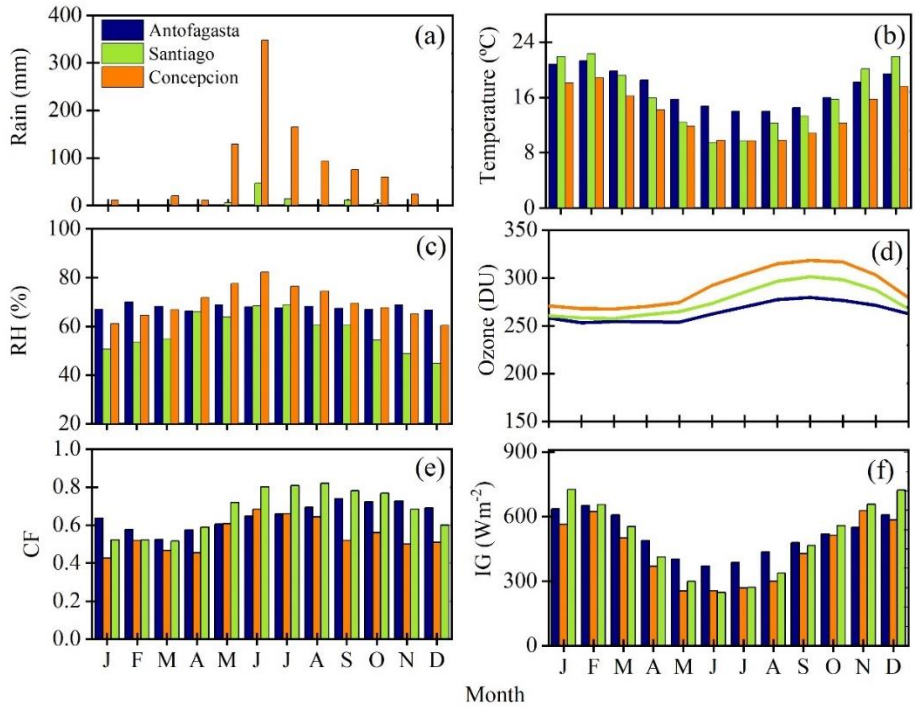 400
300
200
100
0
Rain (mm)
Antofagasta
Santiago
Concepcion
(a)
24
16
8
0
Temperature (ºC)
(b)
100
80
60
40
20
RH (%)
(c)
350
300
250
200
150
Ozone (DU)
(d)
1.0
0.8
0.6
0.4
0.2
0.0
CF
(e)
J F M A M J J A S O N D
900
600
300
0
IG (Wm-2)
(f)
J F M A M J J A S O N D
Month